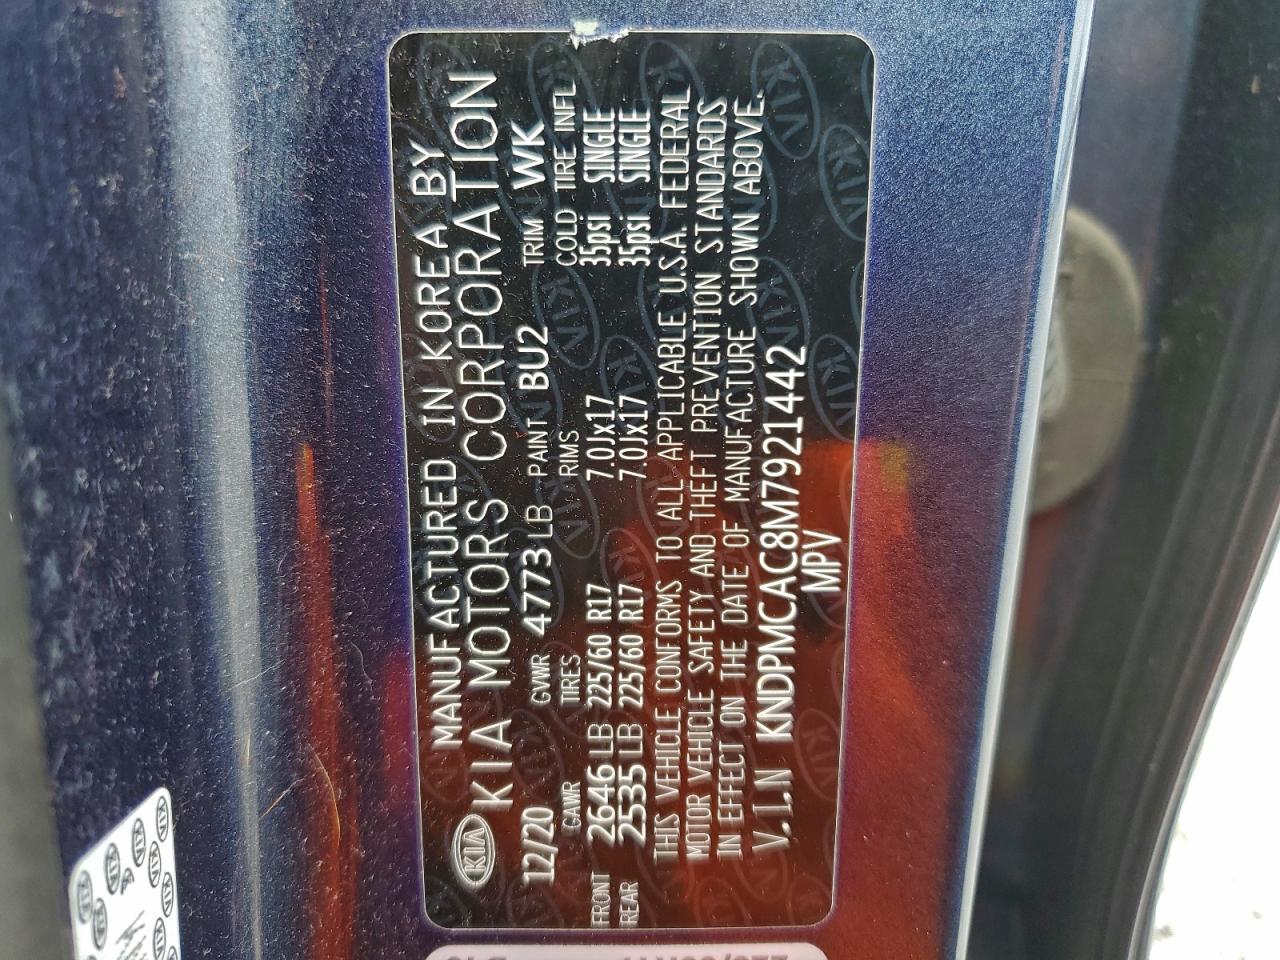 MANUFACTURED IN KOREA BY
KIA KIA MOTORS CORPORATION
12/20 GVWR 4773 LB PAINT BU2 TRIM WK
GAWR TIRES RIMS COLD TIRE INFL
FRONT 2646 LB 225/60 R17 7.0Jx17 35psi SINGLE
REAR 2535 LB 225/60 R17 7.0Jx17 35psi SINGLE
THIS VEHICLE CONFORMS TO ALL APPLICABLE U.S.A. FEDERAL
MOTOR VEHICLE SAFETY AND THEFT PREVENTION STANDARDS
IN EFFECT ON THE DATE OF MANUFACTURE SHOWN ABOVE.
V.I.N KNDPMCAC8M7921442
MPV